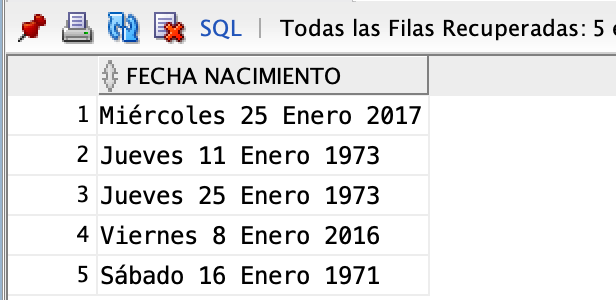 SQL | Todas las Filas Recuperadas: 5
FECHA NACIMIENTO
1 Miércoles 25 Enero 2017
2 Jueves 11 Enero 1973
3 Jueves 25 Enero 1973
4 Viernes 8 Enero 2016
5 Sábado 16 Enero 1971